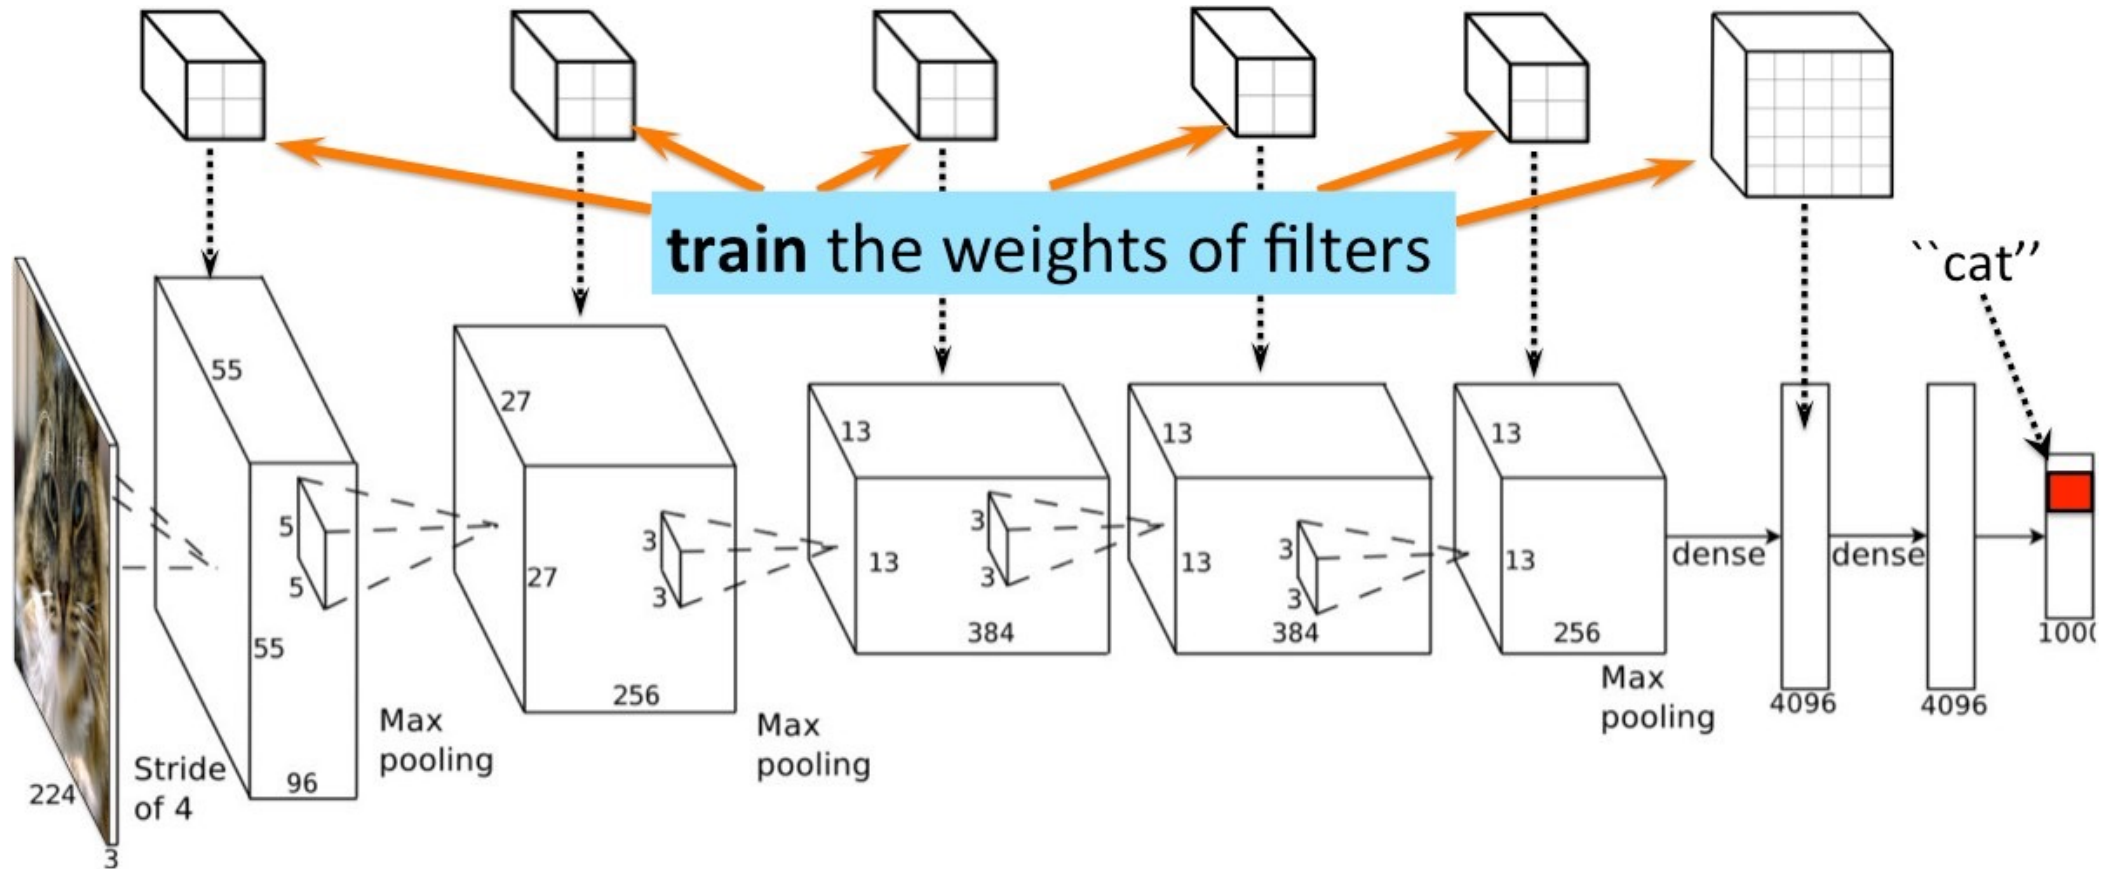 train the weights of filters
``cat’’
55
27
13
13
13
5
5
3
3
3
3
3
3
55
27
13
13
13
dense
dense
96
256
384
384
256
1000
224
3
Stride
of 4
Max
pooling
Max
pooling
Max
pooling
4096
4096